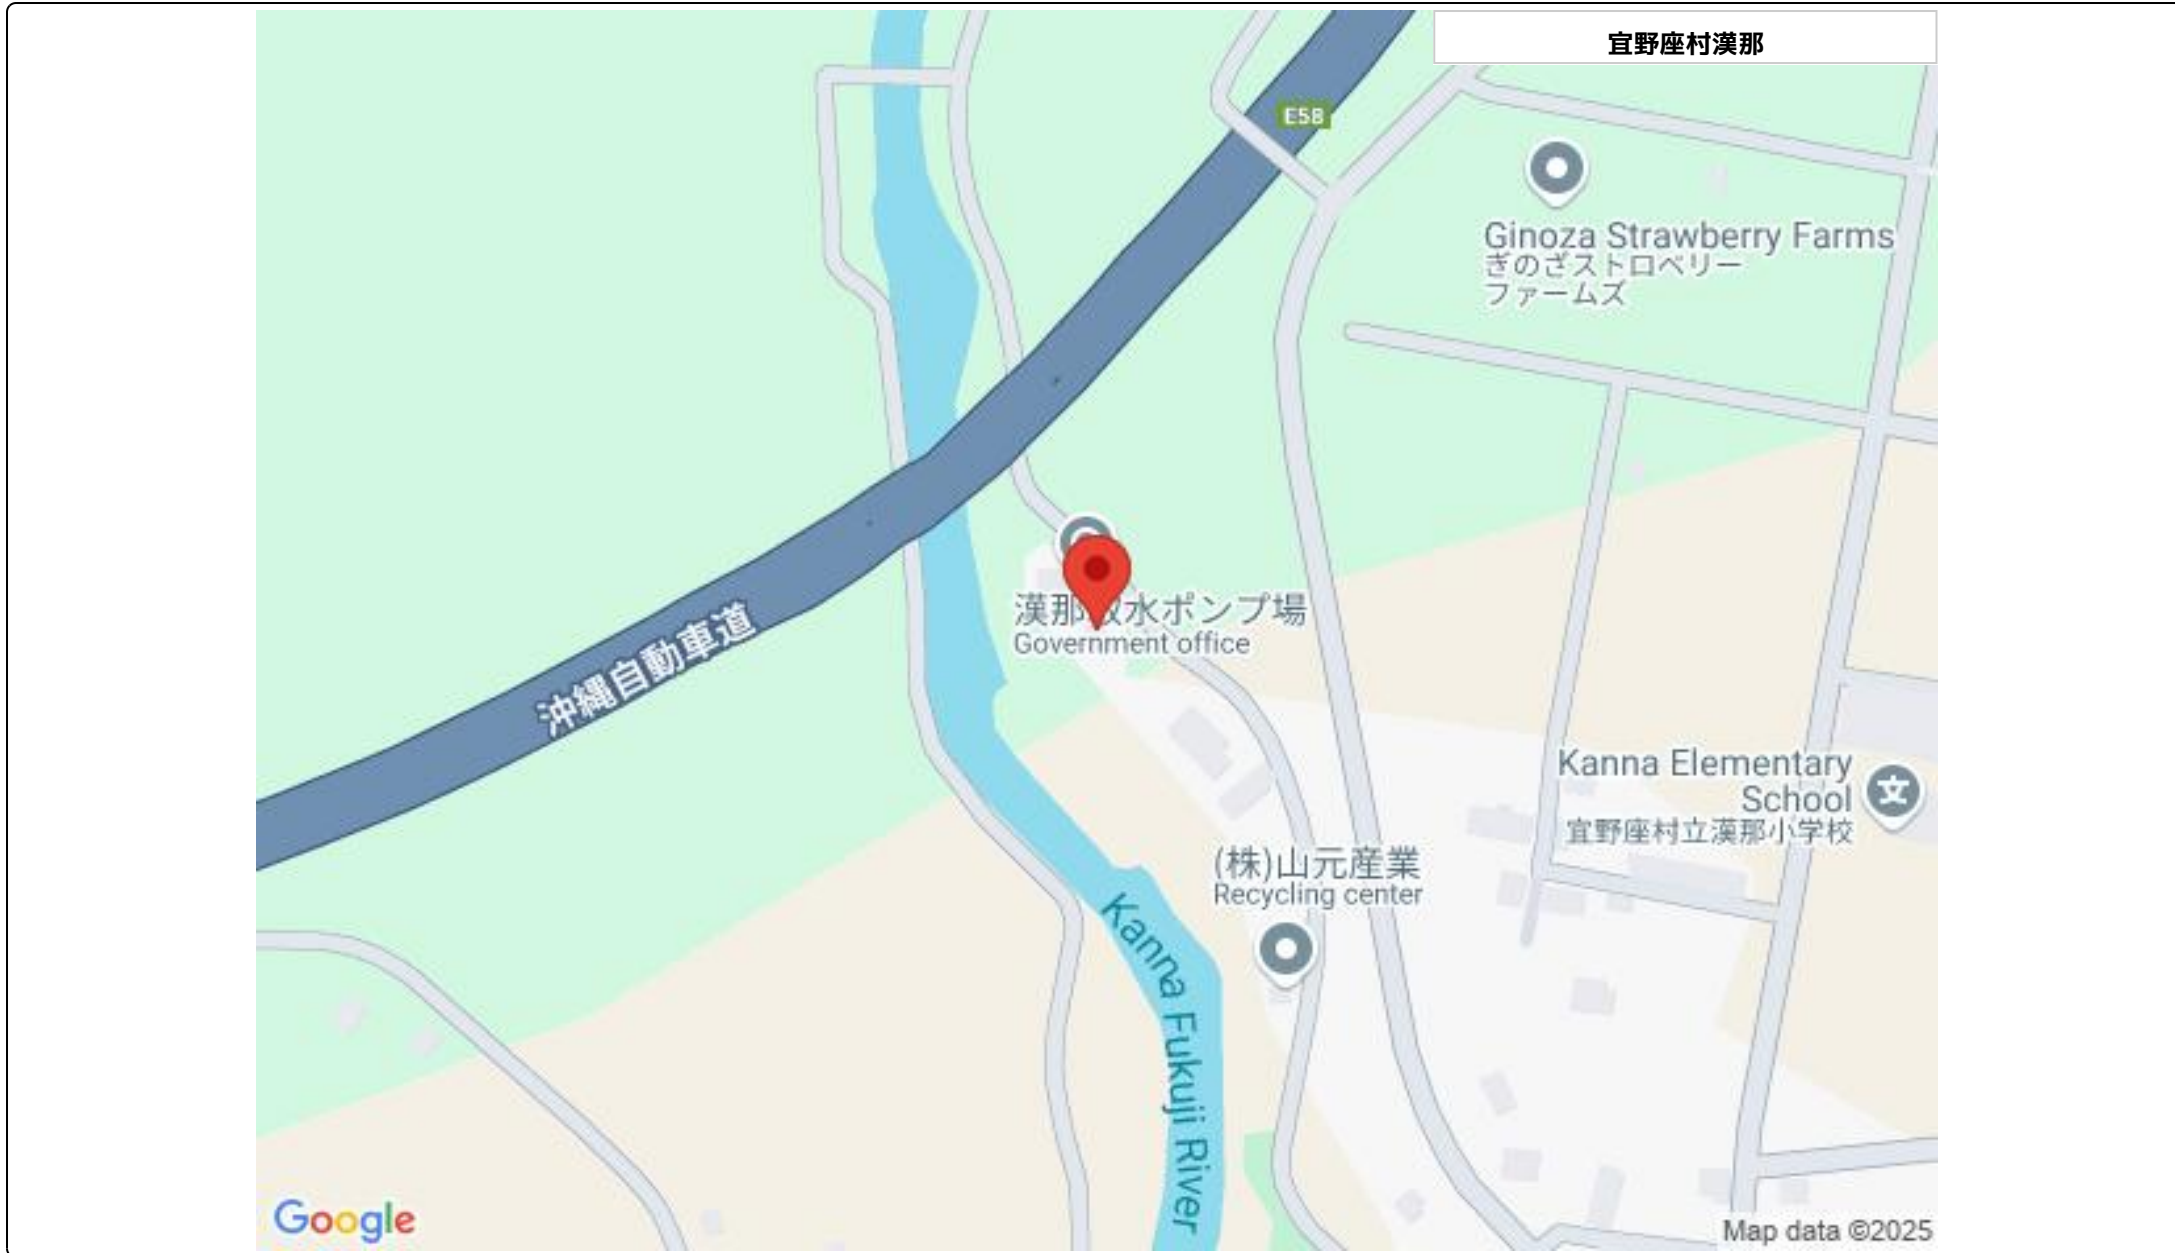 宜野座村漢那
E58
Ginoza Strawberry Farms
ぎのざストロベリー
ファームズ
漢那 水ポンプ場
Government office
沖縄自動車道
Kanna Elementary
School
宜野座村立漢那小学校
文
(株)山元産業
Recycling center
Kanna Fukuji River
Google
Map data ©2025